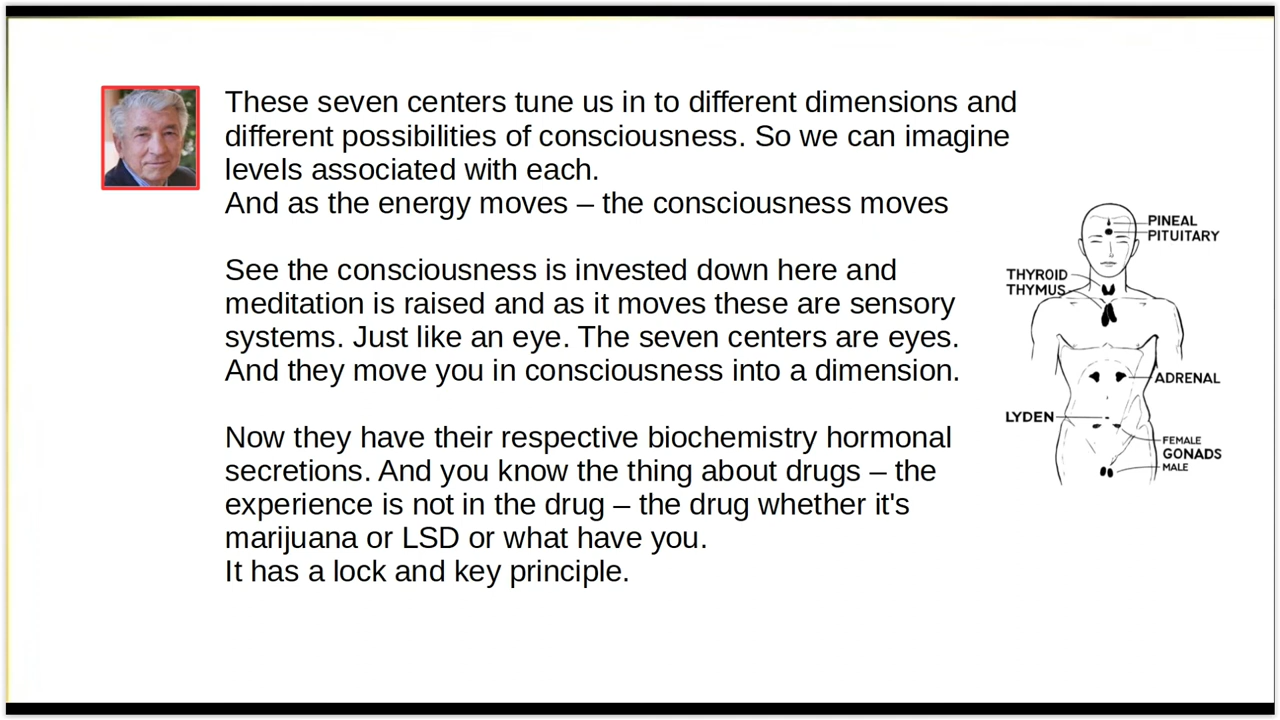 These seven centers tune us in to different dimensions and
different possibilities of consciousness. So we can imagine
levels associated with each.
And as the energy moves – the consciousness moves
See the consciousness is invested down here and
meditation is raised and as it moves these are sensory
systems. Just like an eye. The seven centers are eyes.
And they move you in consciousness into a dimension.
Now they have their respective biochemistry hormonal
secretions. And you know the thing about drugs – the
experience is not in the drug – the drug whether it's
marijuana or LSD or what have you.
It has a lock and key principle.
PINEAL
PITUITARY
THYROID
THYMUS
ADRENAL
LYDEN
FEMALE
GONADS
MALE